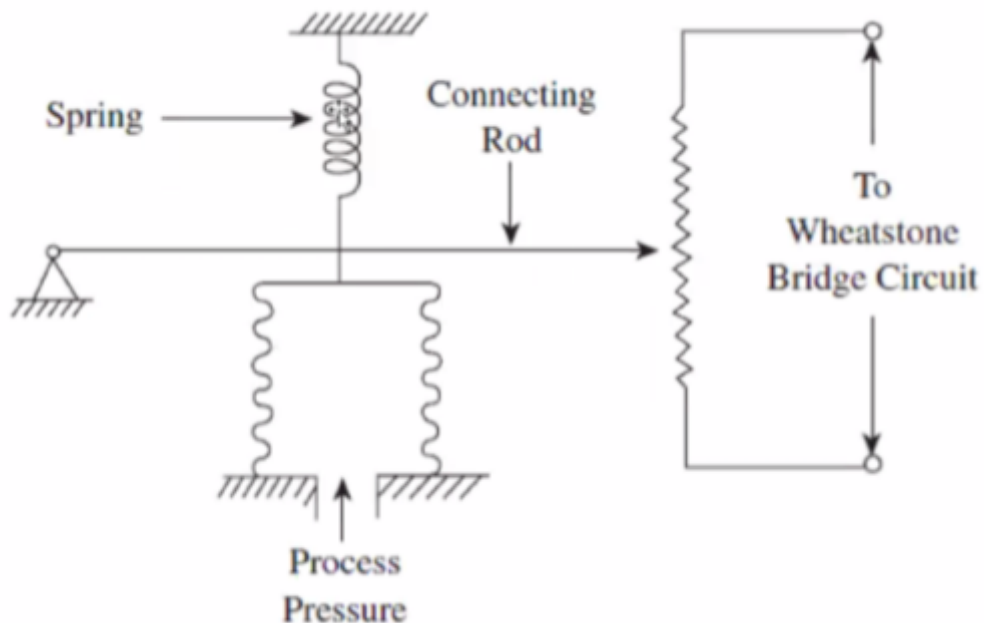 Spring
Connecting
Rod
To
Wheatstone
Bridge Circuit
Process
Pressure